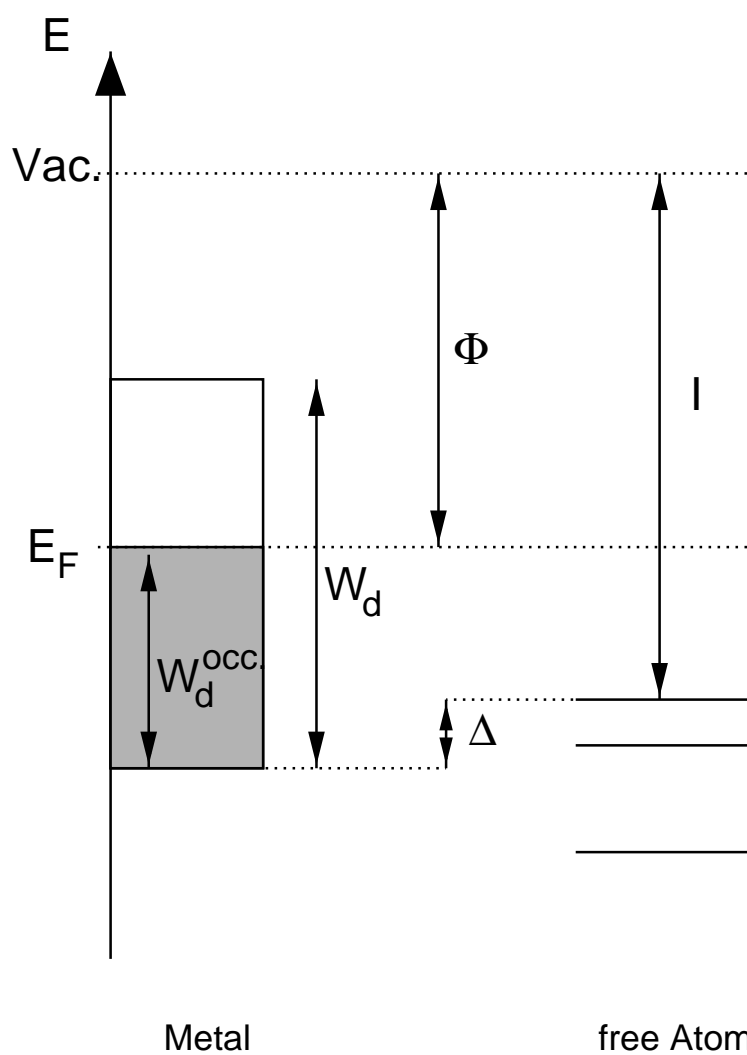 E
Vac.
Φ
I
E_F
W_d
W_d^occ.
Δ
Metal
free Atom